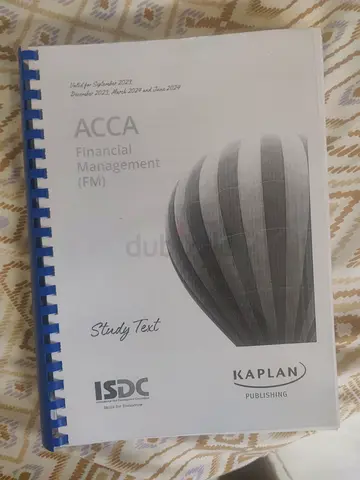 Valid for September 2023,
December 2023, March 2024 and June 2024
ACCA
Financial
Management
(FM)
Study Text
ISDC
KAPLAN
PUBLISHING